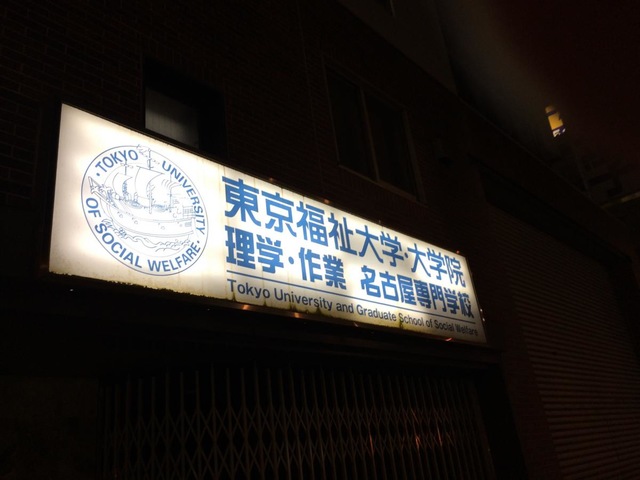 TOKYO UNIVERSITY OF SOCIAL WELFARE
東京福祉大学・大学院
理学・作業 名古屋専門学校
Tokyo University and Graduate School of Social Welfare